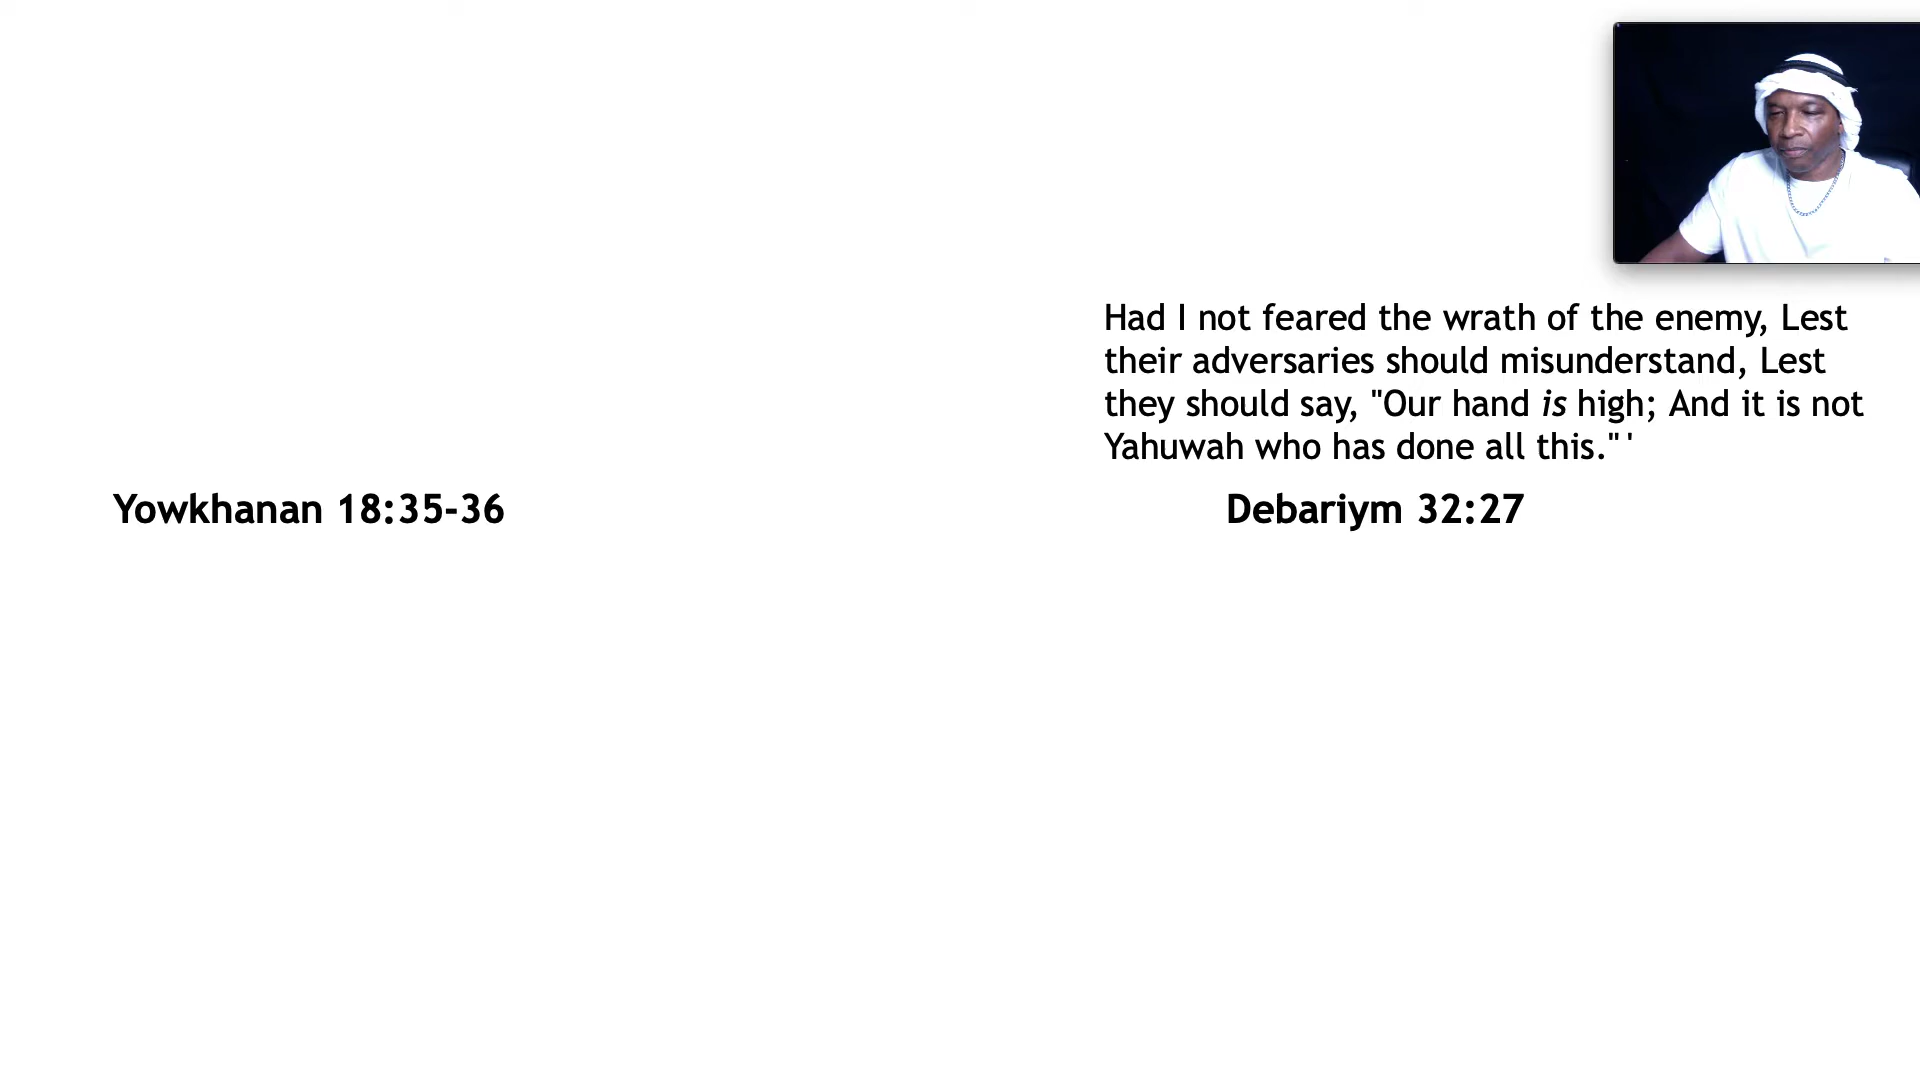 Had I not feared the wrath of the enemy, Lest
their adversaries should misunderstand, Lest
they should say, "Our hand is high; And it is not
Yahuwah who has done all this." '
Yowkhanan 18:35-36
Debariym 32:27